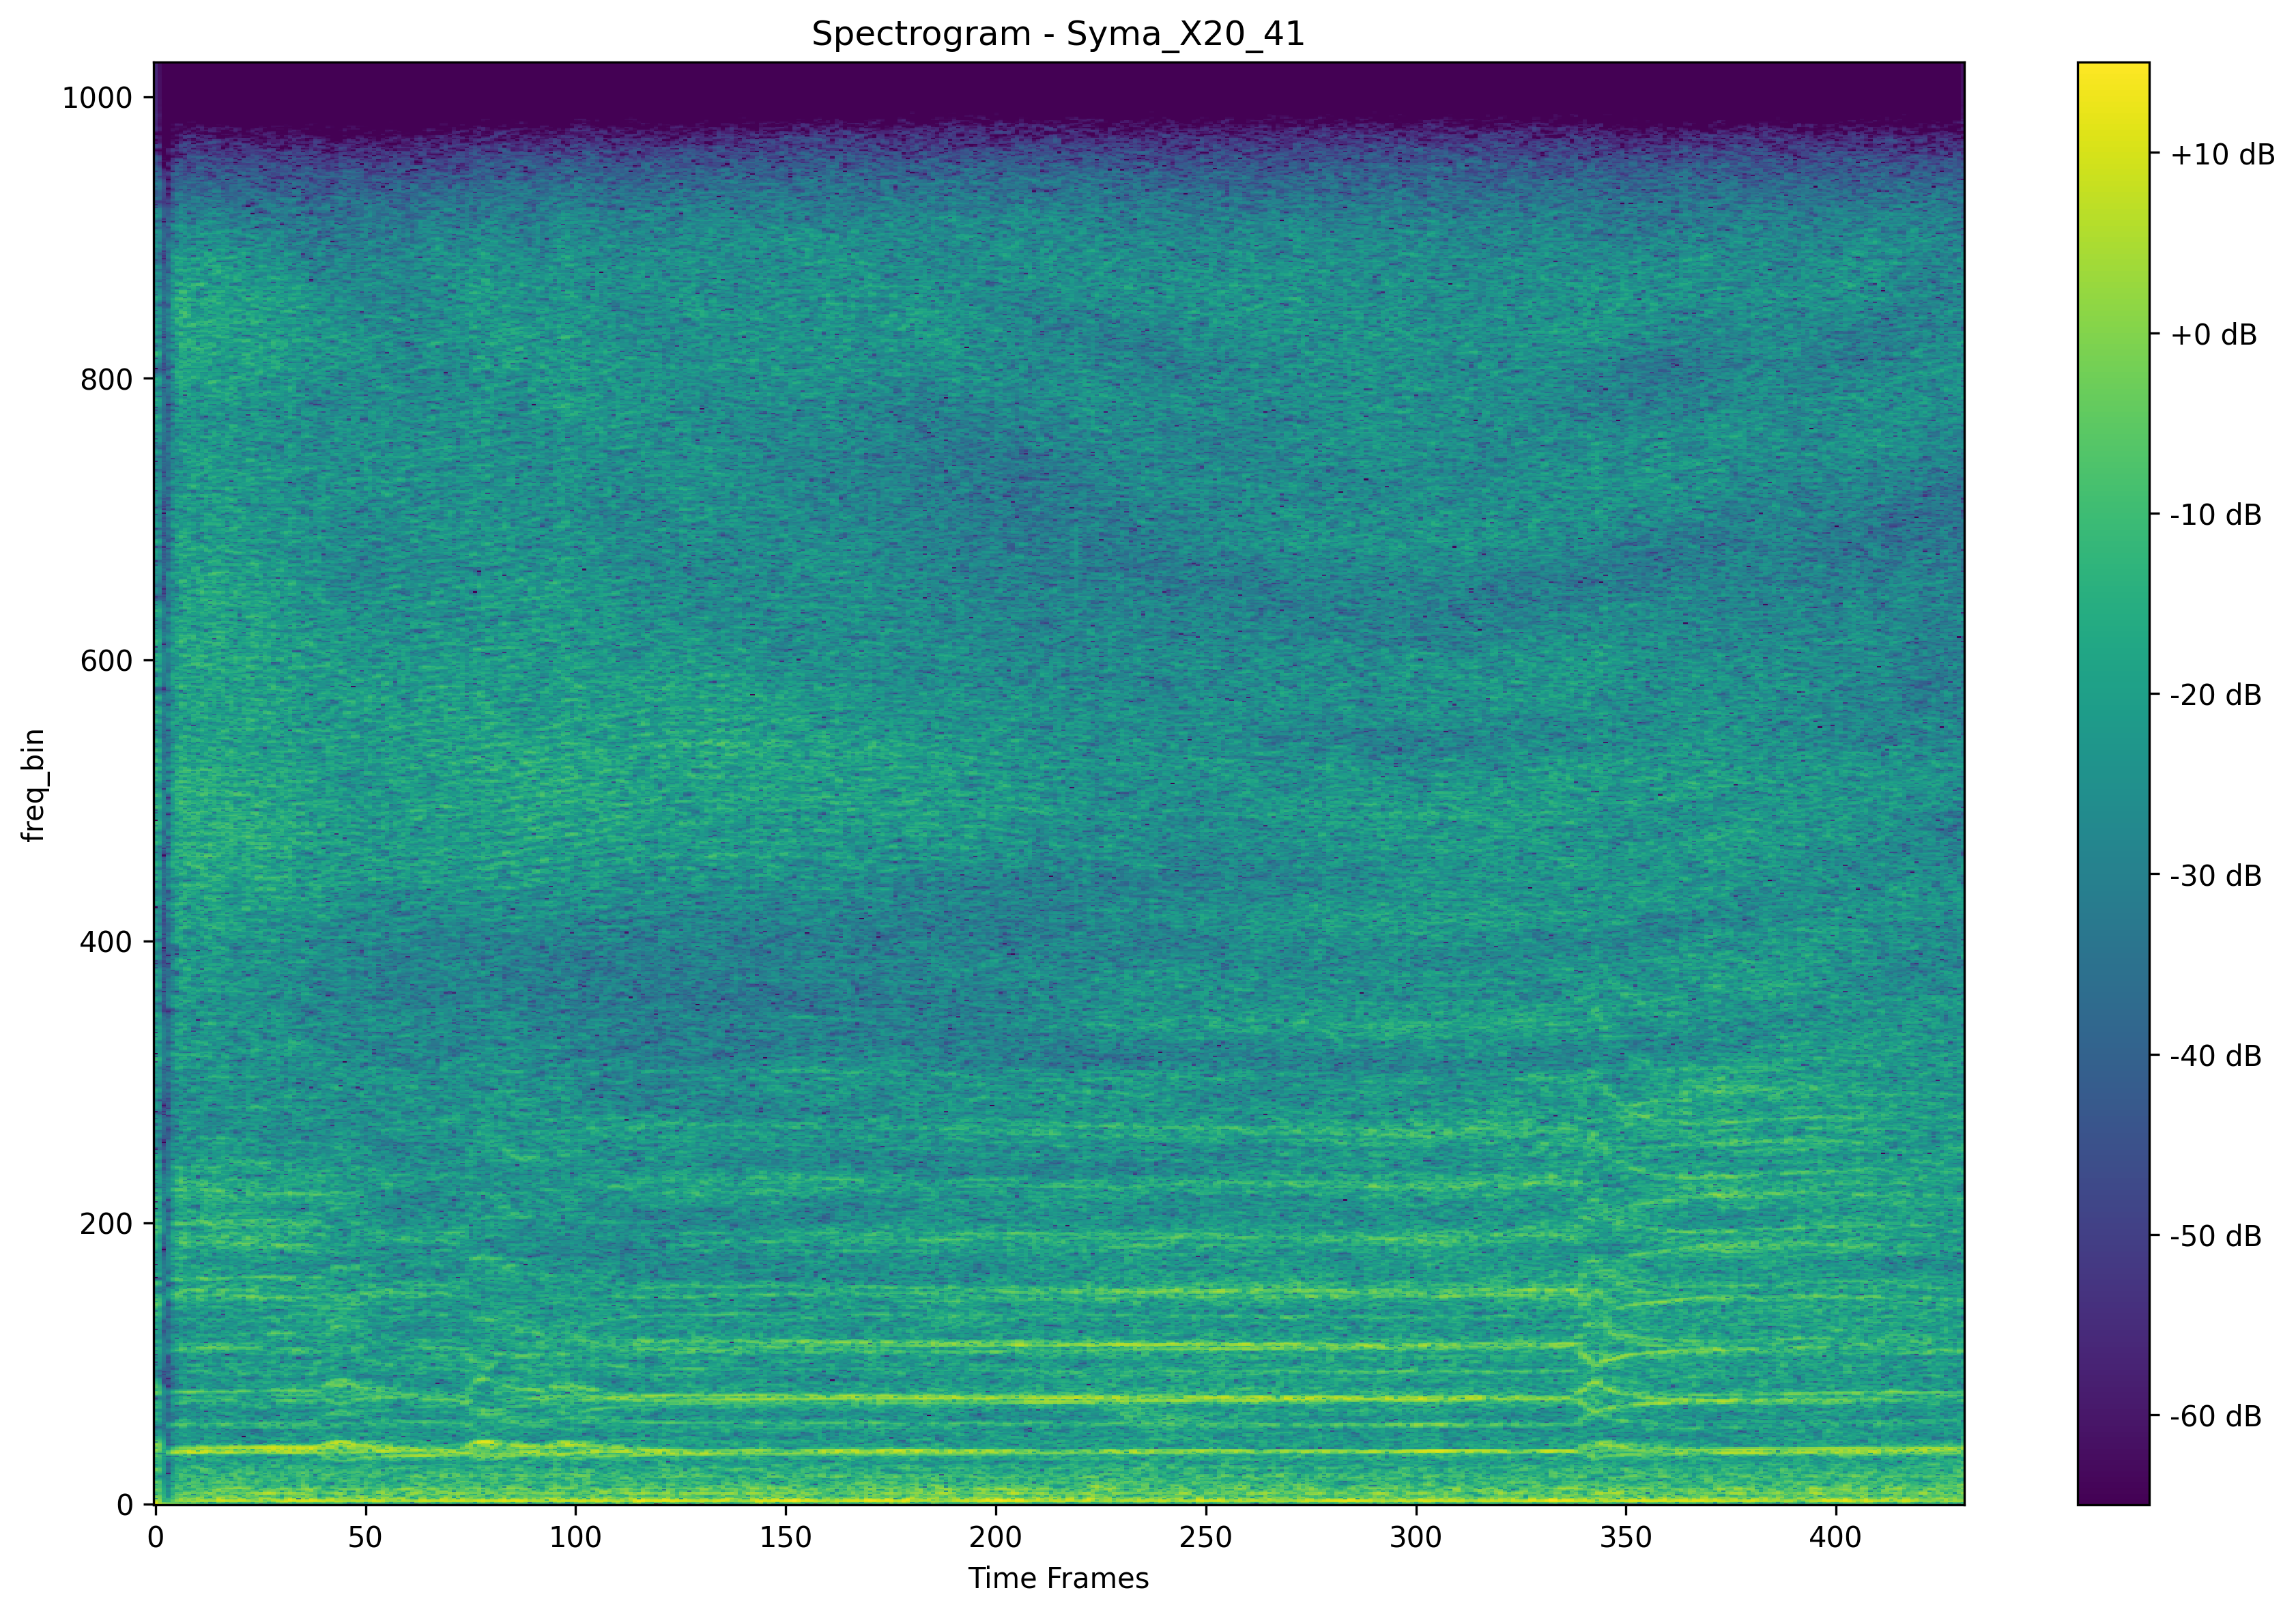 Spectrogram - Syma_X20_41
1000
800
600
400
200
0
freq_bin
0 50 100 150 200 250 300 350 400
Time Frames
+10 dB
+0 dB
-10 dB
-20 dB
-30 dB
-40 dB
-50 dB
-60 dB